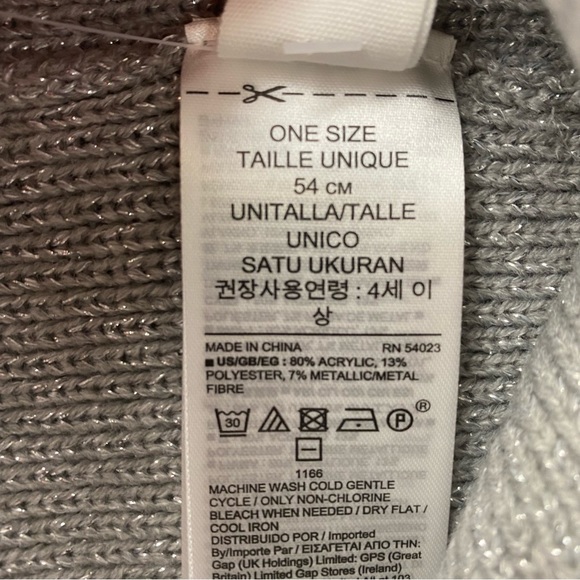 ONE SIZE
TAILLE UNIQUE
54 CM
UNITALLA/TALLE
UNICO
SATU UKURAN
권장사용연령 : 4세 이
상
MADE IN CHINA RN 54023
■ US/GB/EG : 80% ACRYLIC, 13%
POLYESTER, 7% METALLIC/METAL
FIBRE
30 P ®
1166
MACHINE WASH COLD GENTLE
CYCLE / ONLY NON-CHLORINE
BLEACH WHEN NEEDED / DRY FLAT /
COOL IRON
DISTRIBUIDO POR / Imported
By/Importe Par / ΕΙΣΑΓΕΤΑΙ ΑΠΟ ΤΗΝ:
Gap (UK Holdings) Limited: GPS (Great
Britain) Limited Gap Stores (Ireland)